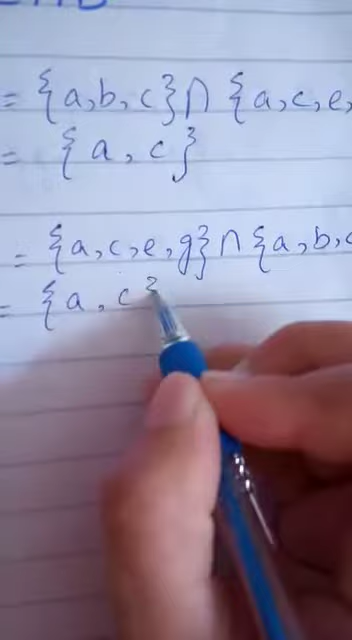 = {a, b, c} ∩ {a, c, e,
= {a, c}
= {a, c, e, g} ∩ {a, b,
= {a, c }